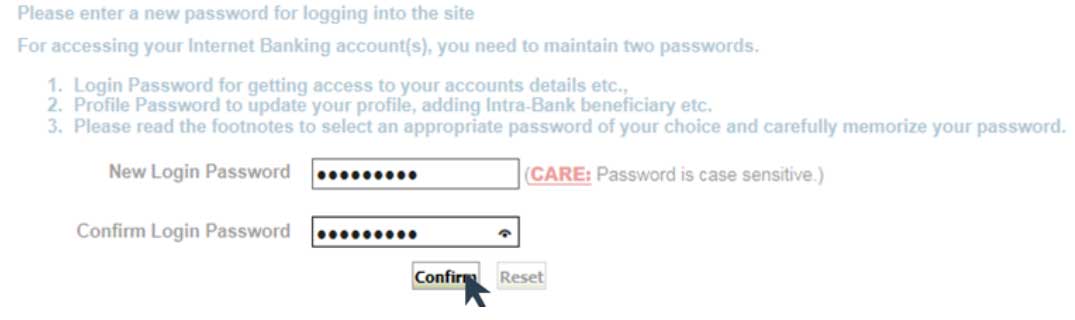 Please enter a new password for logging into the site
For accessing your Internet Banking account(s), you need to maintain two passwords.
1. Login Password for getting access to your accounts details etc.,
2. Profile Password to update your profile, adding Intra-Bank beneficiary etc.
3. Please read the footnotes to select an appropriate password of your choice and carefully memorize your password.
New Login Password ••••••••• (CARE: Password is case sensitive.)
Confirm Login Password •••••••••
Confirm Reset